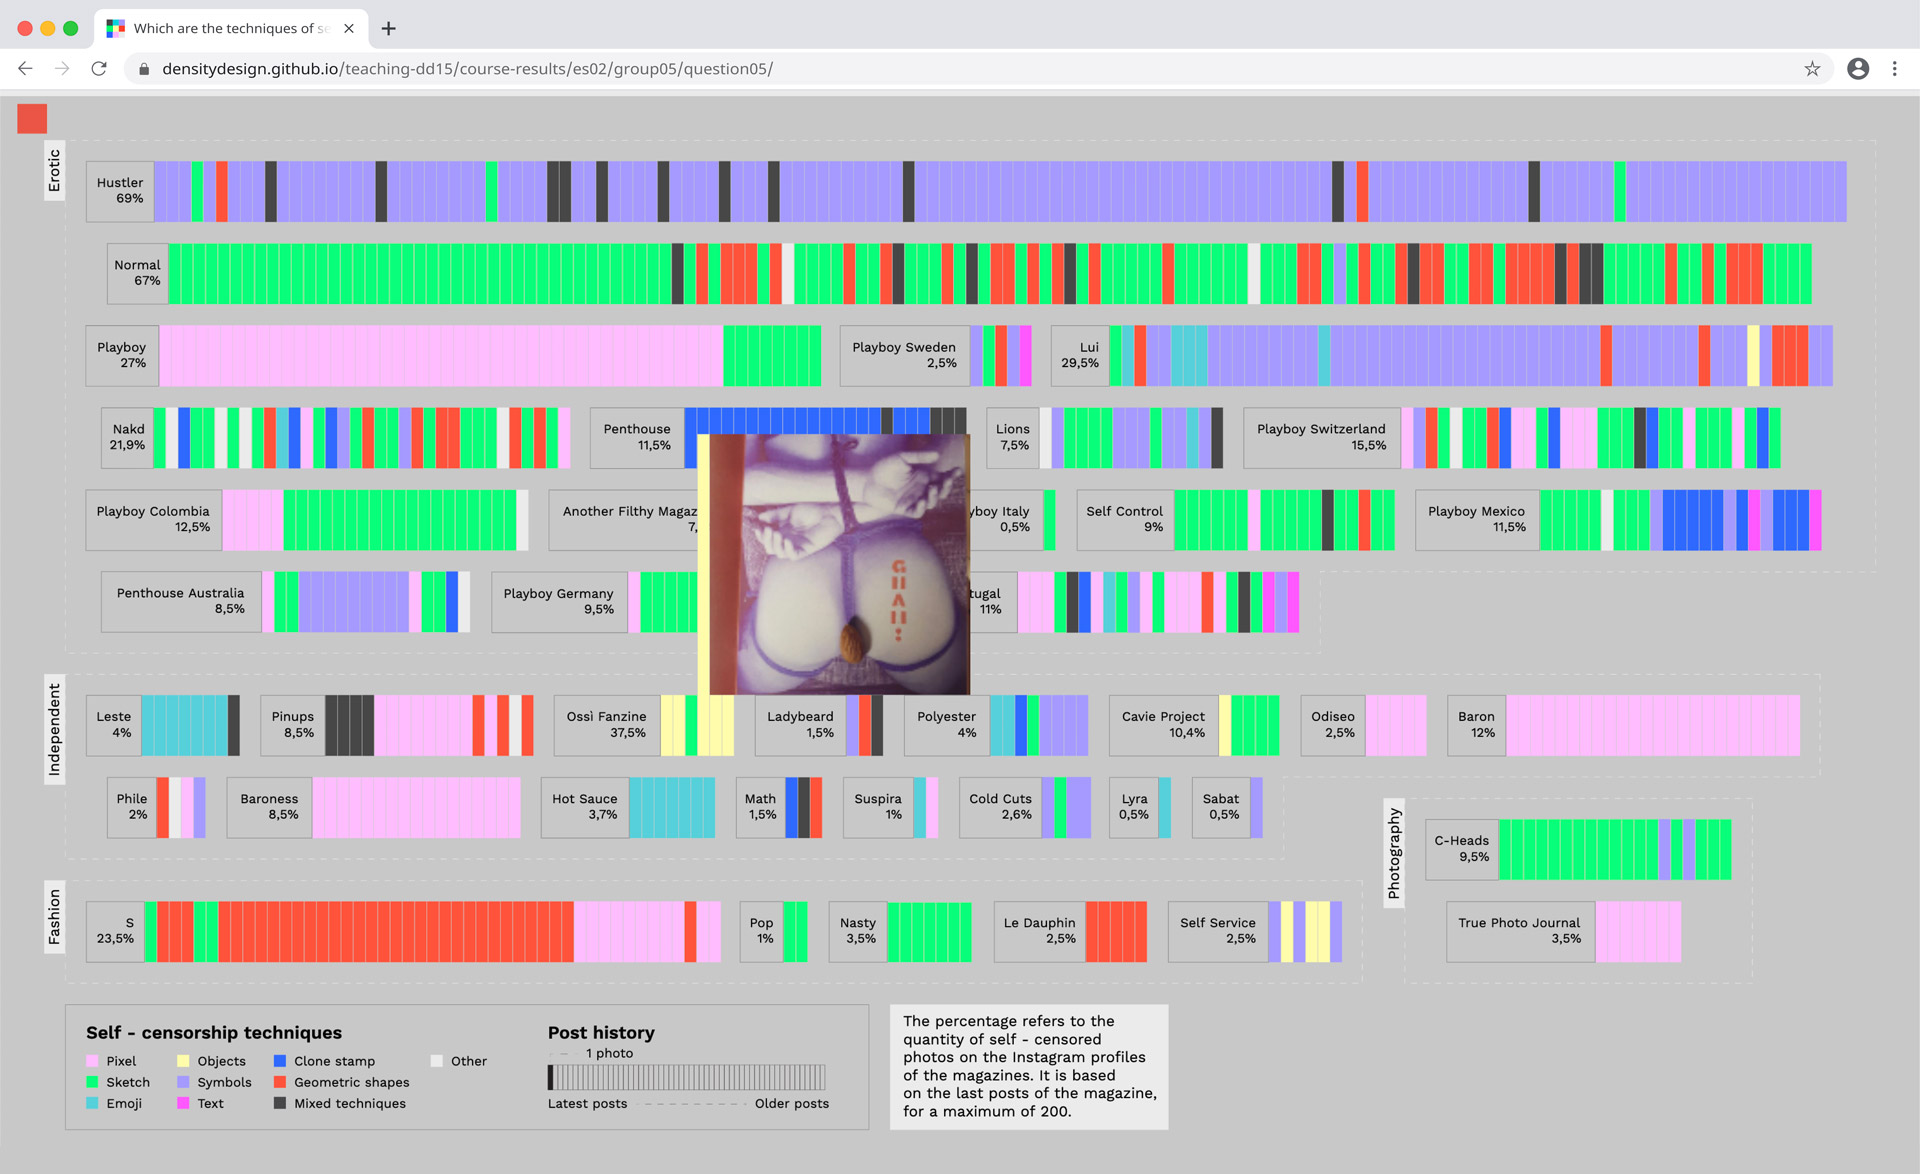 Which are the techniques of se
densitydesign.github.io/teaching-dd15/course-results/es02/group05/question05/
Erotic
Hustler
69%
Normal
67%
Playboy
27%
Playboy Sweden
2,5%
Lui
29,5%
Nakd
21,9%
Penthouse
11,5%
Lions
7,5%
Playboy Switzerland
15,5%
Playboy Colombia
12,5%
Another Filthy Magaz
7,
yboy Italy
0,5%
Self Control
9%
Playboy Mexico
11,5%
Penthouse Australia
8,5%
Playboy Germany
9,5%
tugal
11%
GUAH!
Independent
Leste
4%
Pinups
8,5%
Ossì Fanzine
37,5%
Ladybeard
1,5%
Polyester
4%
Cavie Project
10,4%
Odiseo
2,5%
Baron
12%
Phile
2%
Baroness
8,5%
Hot Sauce
3,7%
Math
1,5%
Suspira
1%
Cold Cuts
2,6%
Lyra
0,5%
Sabat
0,5%
Photography
C-Heads
9,5%
True Photo Journal
3,5%
Fashion
S
23,5%
Pop
1%
Nasty
3,5%
Le Dauphin
2,5%
Self Service
2,5%
Self - censorship techniques
Pixel
Objects
Clone stamp
Other
Sketch
Symbols
Geometric shapes
Emoji
Text
Mixed techniques
Post history
1 photo
Latest posts
Older posts
The percentage refers to the
quantity of self - censored
photos on the Instagram profiles
of the magazines. It is based
on the last posts of the magazine,
for a maximum of 200.